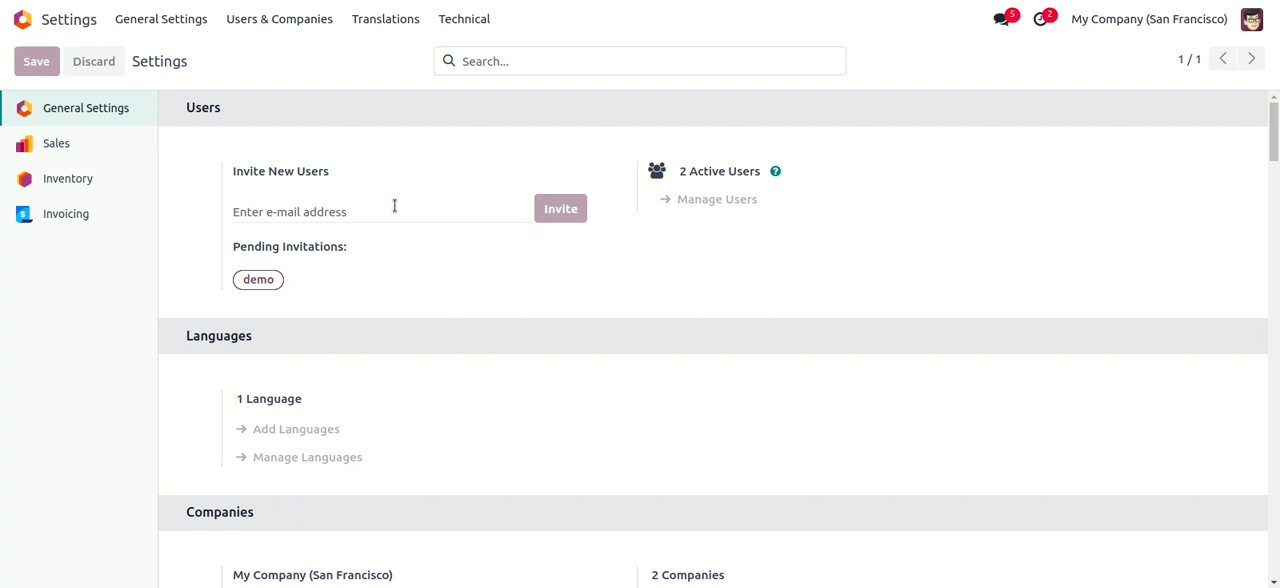 Settings General Settings Users & Companies Translations Technical 5 2 My Company (San Francisco)
Save Discard Settings Search... 1 / 1
General Settings
Sales
Inventory
Invoicing
Users
Invite New Users
Enter e-mail address Invite
Pending Invitations:
demo
2 Active Users ?
→ Manage Users
Languages
1 Language
→ Add Languages
→ Manage Languages
Companies
My Company (San Francisco) 2 Companies